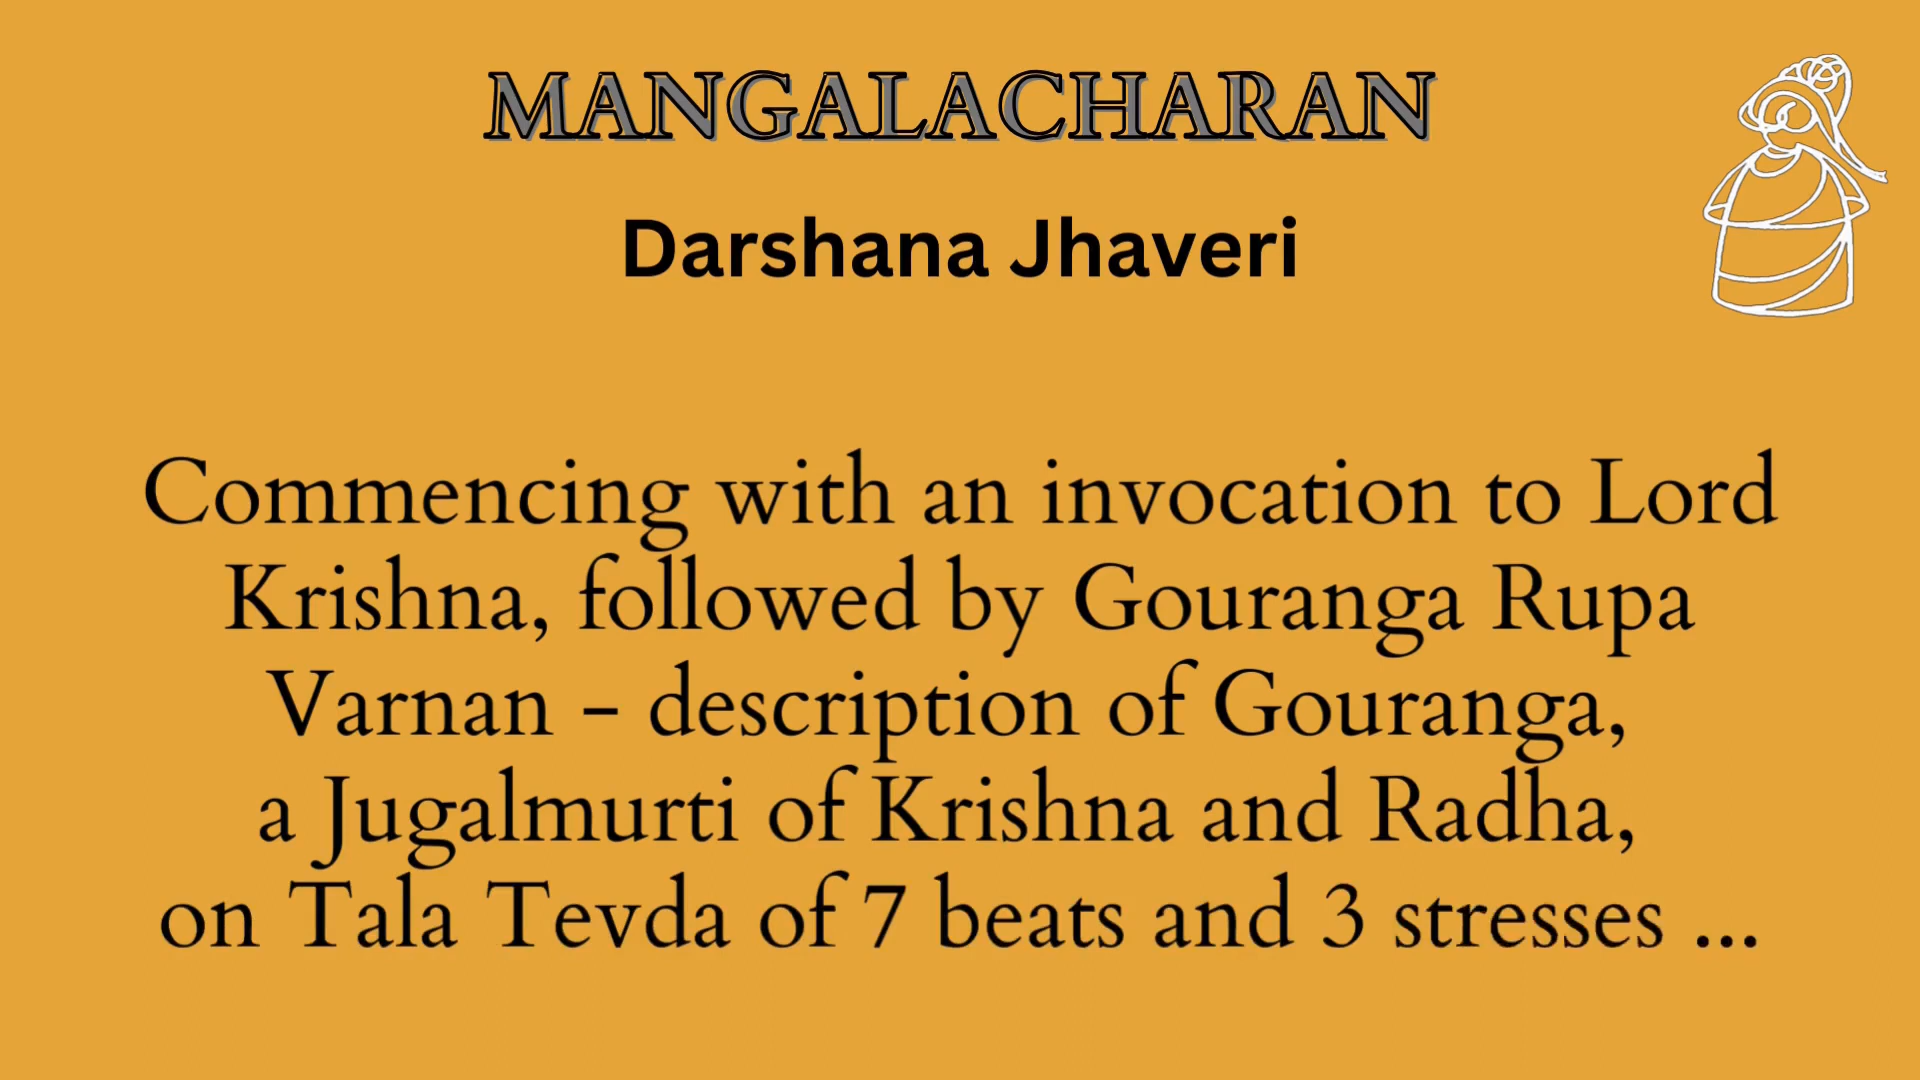 MANGALACHARAN
Darshana Jhaveri
Commencing with an invocation to Lord
Krishna, followed by Gouranga Rupa
Varnan - description of Gouranga,
a Jugalmurti of Krishna and Radha,
on Tala Tevda of 7 beats and 3 stresses ...